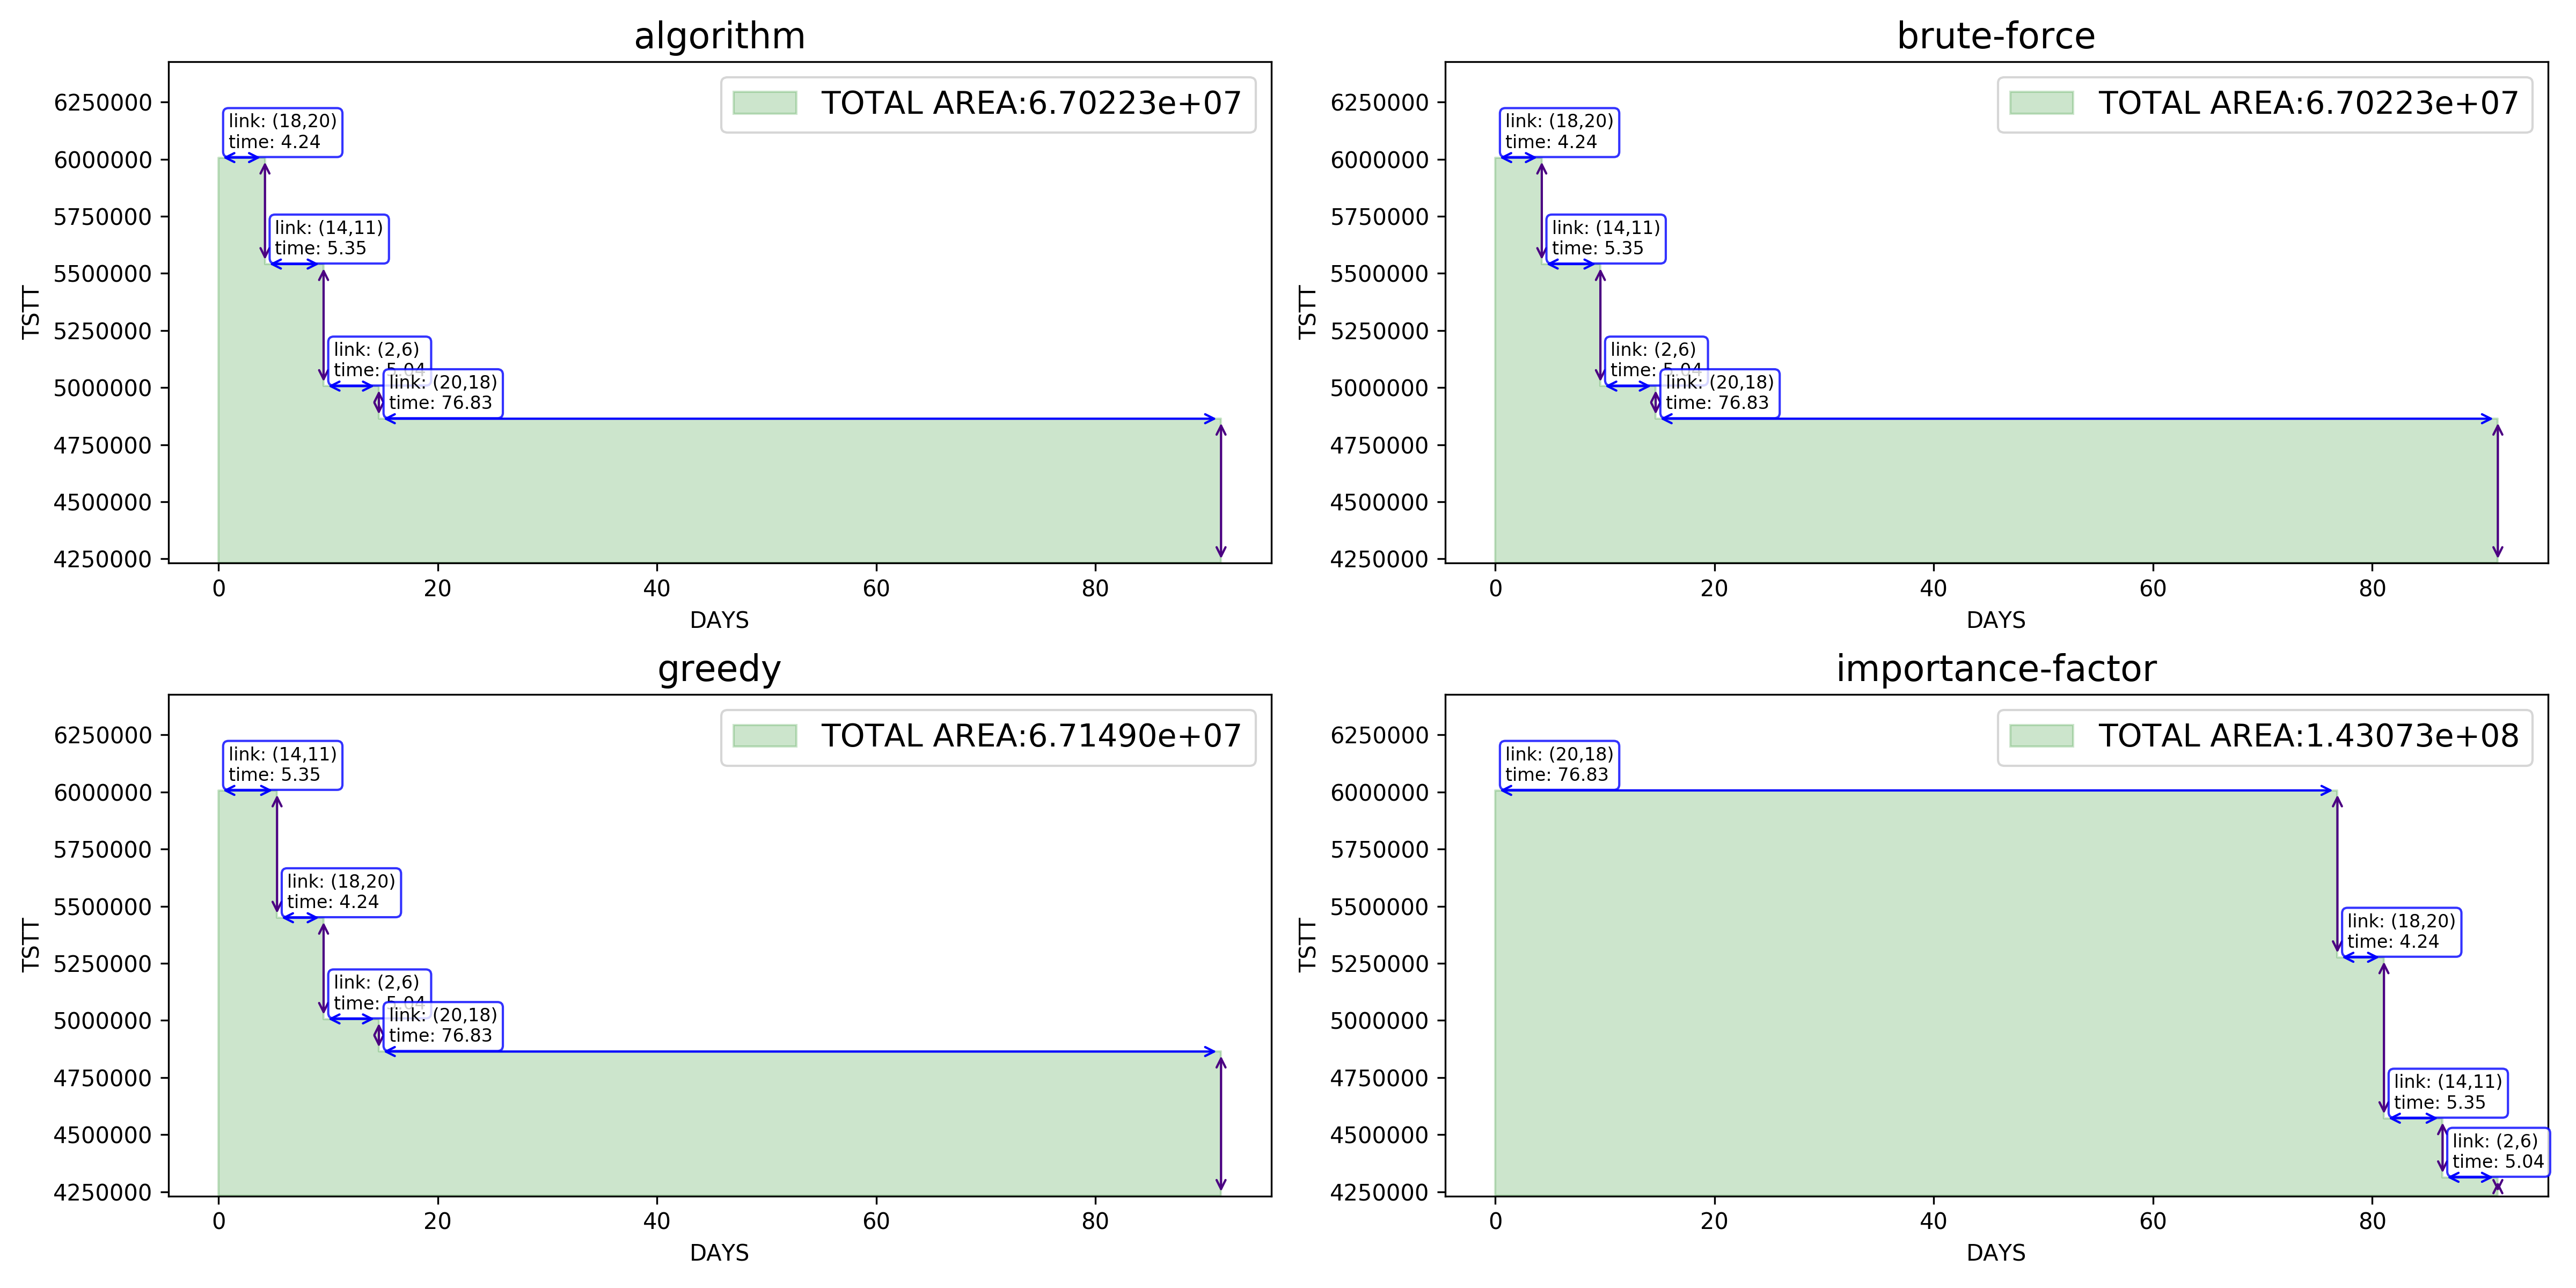 algorithm
TOTAL AREA:6.70223e+07
6250000
6000000
5750000
5500000
5250000
5000000
4750000
4500000
4250000
TSTT
link: (18,20)
time: 4.24
link: (14,11)
time: 5.35
link: (2,6)
time: 5.04
link: (20,18)
time: 76.83
0 20 40 60 80
DAYS
brute-force
TOTAL AREA:6.70223e+07
6250000
6000000
5750000
5500000
5250000
5000000
4750000
4500000
4250000
TSTT
link: (18,20)
time: 4.24
link: (14,11)
time: 5.35
link: (2,6)
time: 5.04
link: (20,18)
time: 76.83
0 20 40 60 80
DAYS
greedy
TOTAL AREA:6.71490e+07
6250000
6000000
5750000
5500000
5250000
5000000
4750000
4500000
4250000
TSTT
link: (14,11)
time: 5.35
link: (18,20)
time: 4.24
link: (2,6)
time: 5.04
link: (20,18)
time: 76.83
0 20 40 60 80
DAYS
importance-factor
TOTAL AREA:1.43073e+08
6250000
6000000
5750000
5500000
5250000
5000000
4750000
4500000
4250000
TSTT
link: (20,18)
time: 76.83
link: (18,20)
time: 4.24
link: (14,11)
time: 5.35
link: (2,6)
time: 5.04
0 20 40 60 80
DAYS